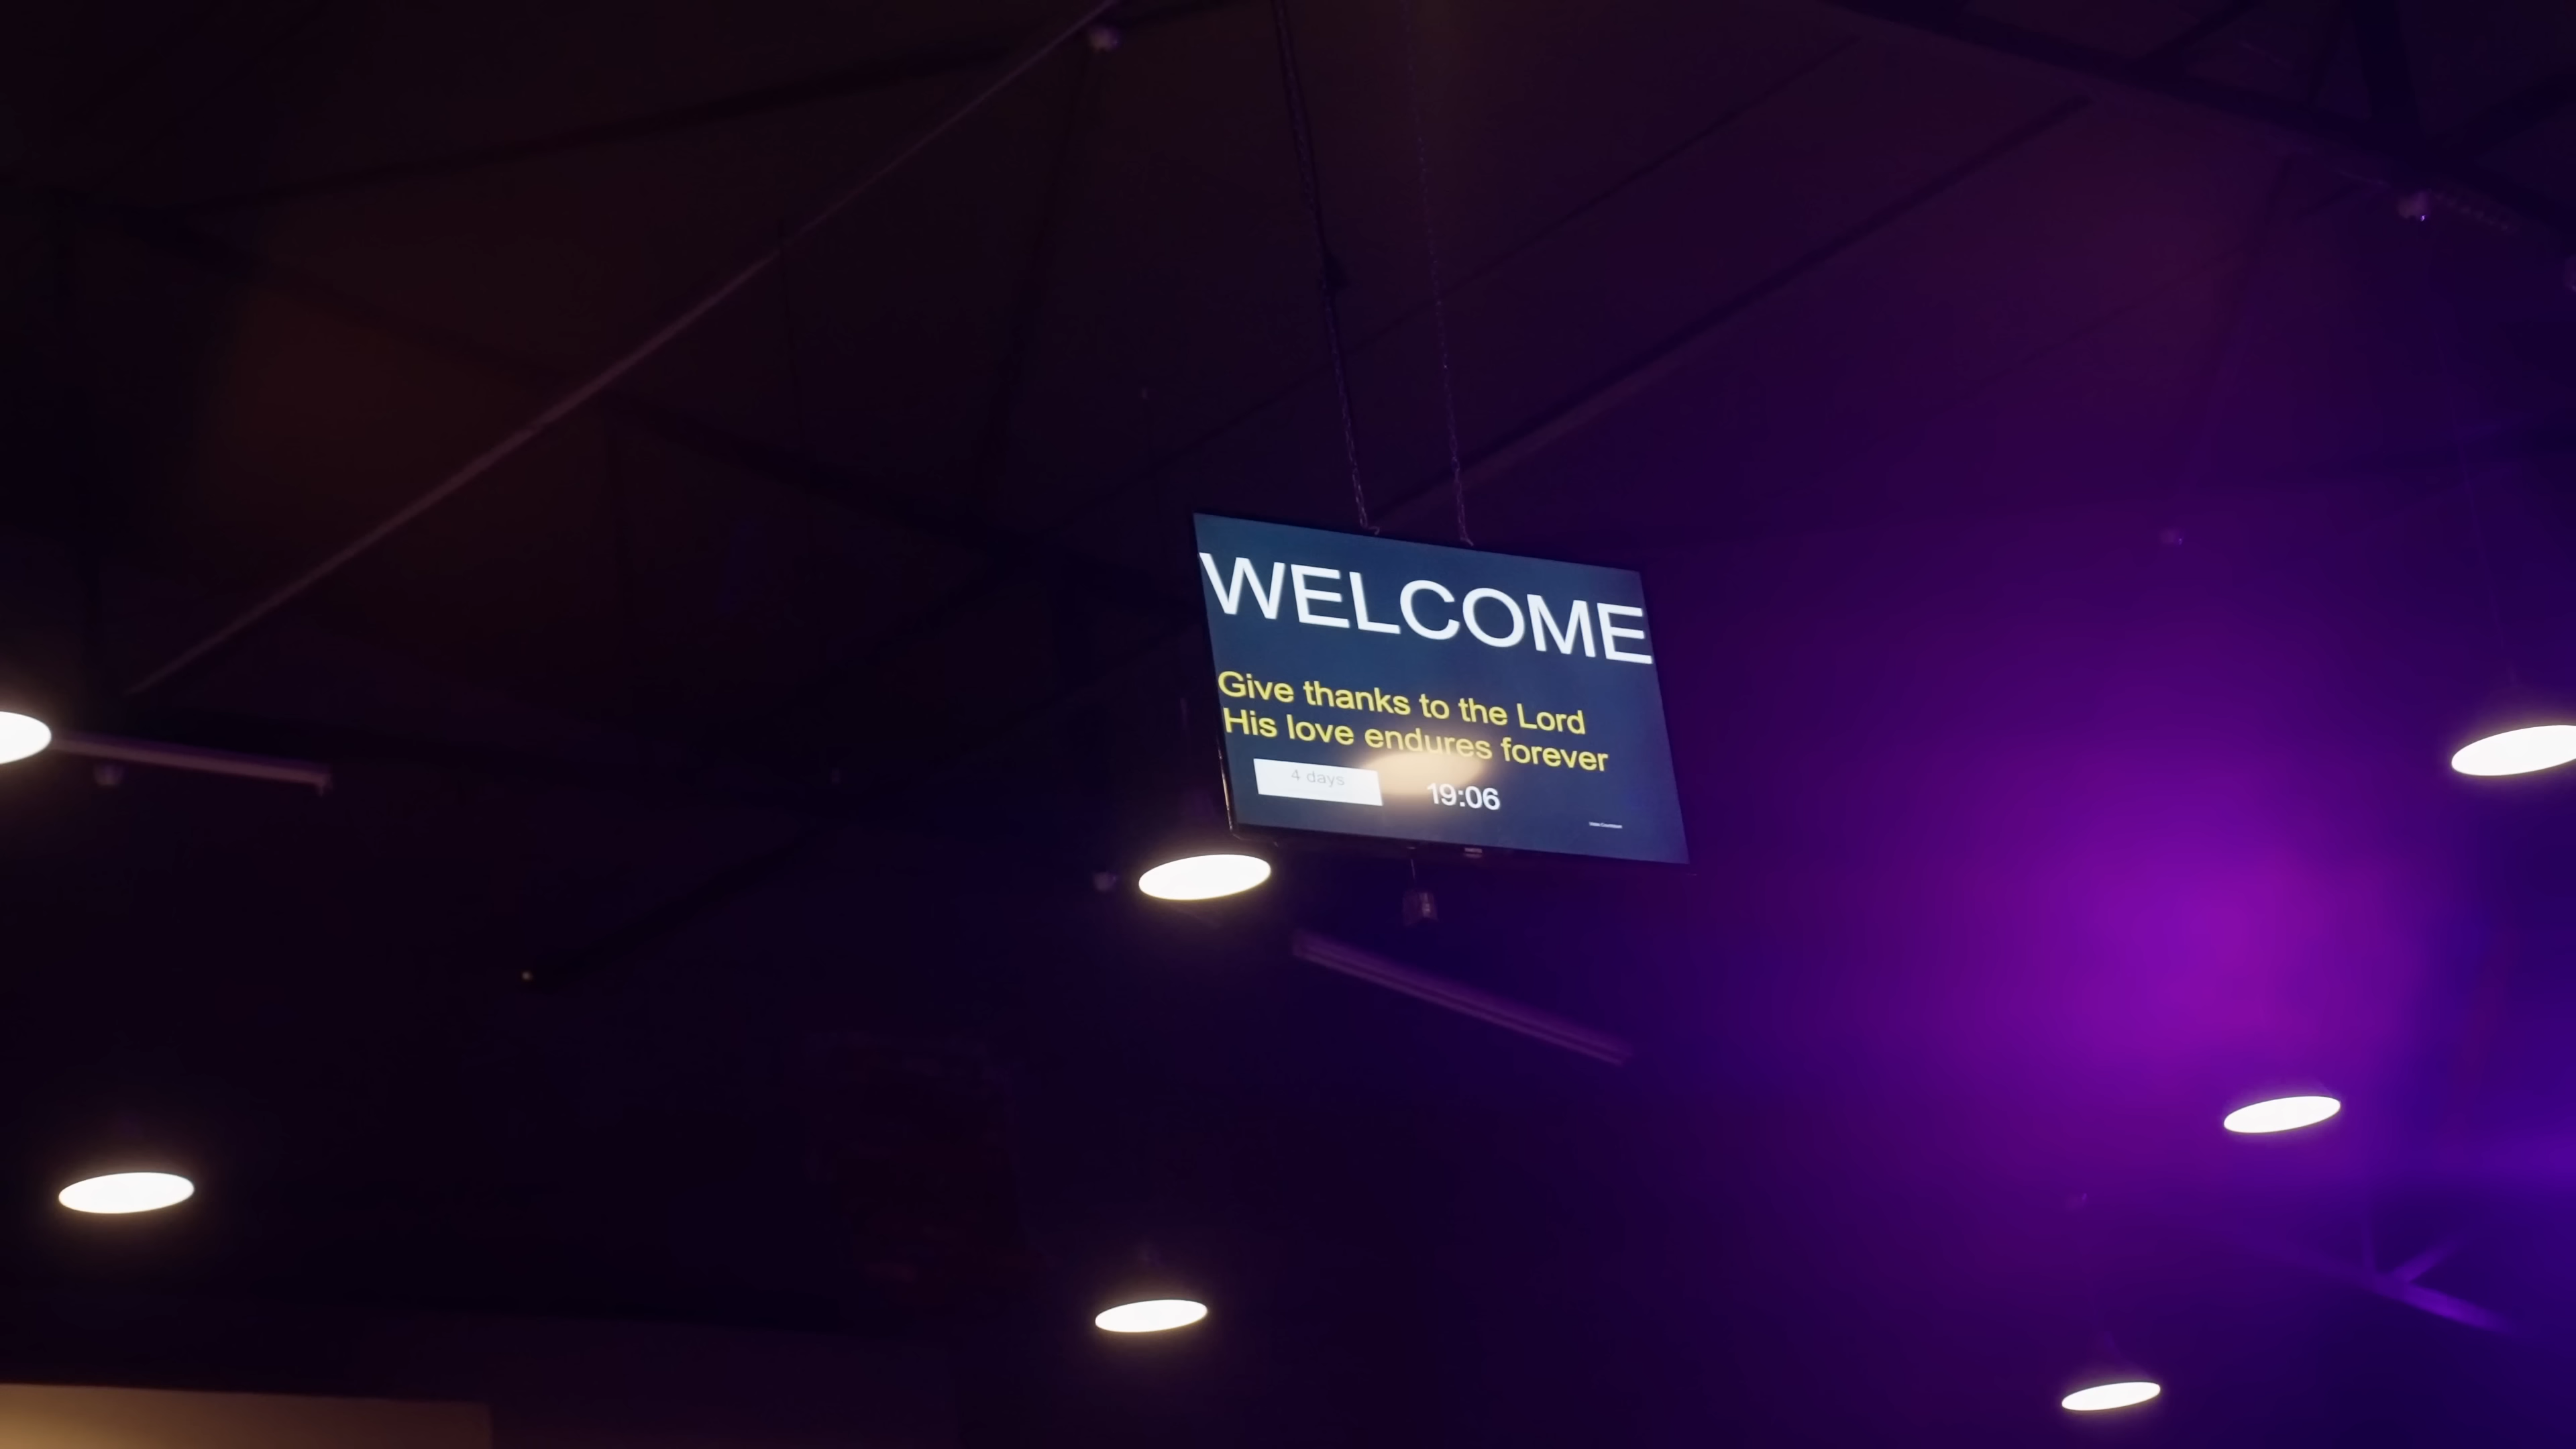 WELCOME
Give thanks to the Lord
His love endures forever
4 days
19:06